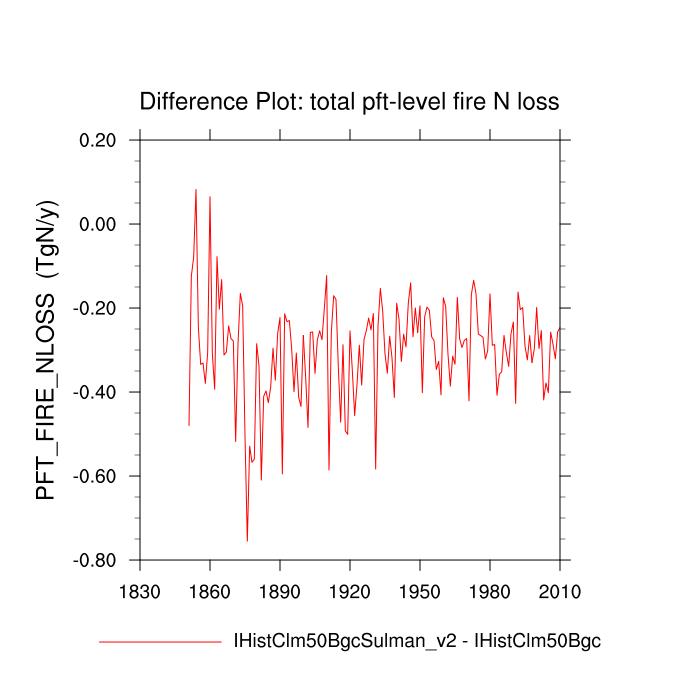 Difference Plot: total pft-level fire N loss
PFT_FIRE_NLOSS (TgN/y)
0.20
0.00
-0.20
-0.40
-0.60
-0.80
1830 1860 1890 1920 1950 1980 2010
IHistClm50BgcSulman_v2 - IHistClm50Bgc